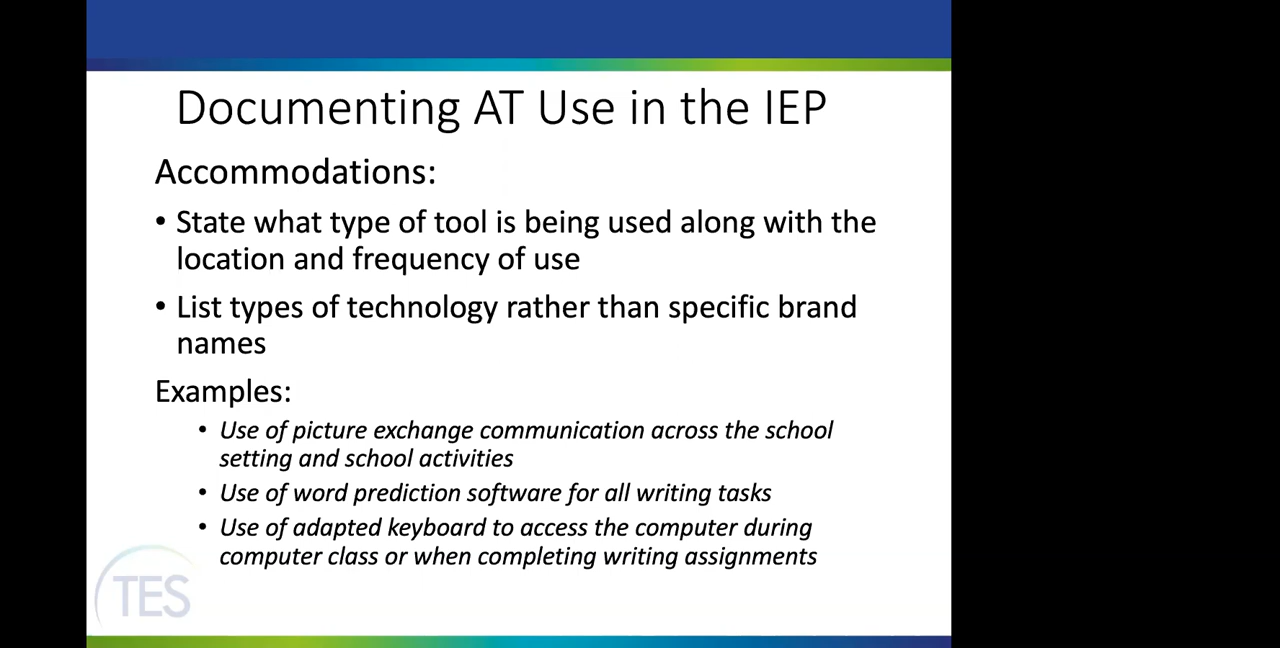 Documenting AT Use in the IEP
Accommodations:
• State what type of tool is being used along with the
location and frequency of use
• List types of technology rather than specific brand
names
Examples:
• Use of picture exchange communication across the school
setting and school activities
• Use of word prediction software for all writing tasks
• Use of adapted keyboard to access the computer during
computer class or when completing writing assignments
TES